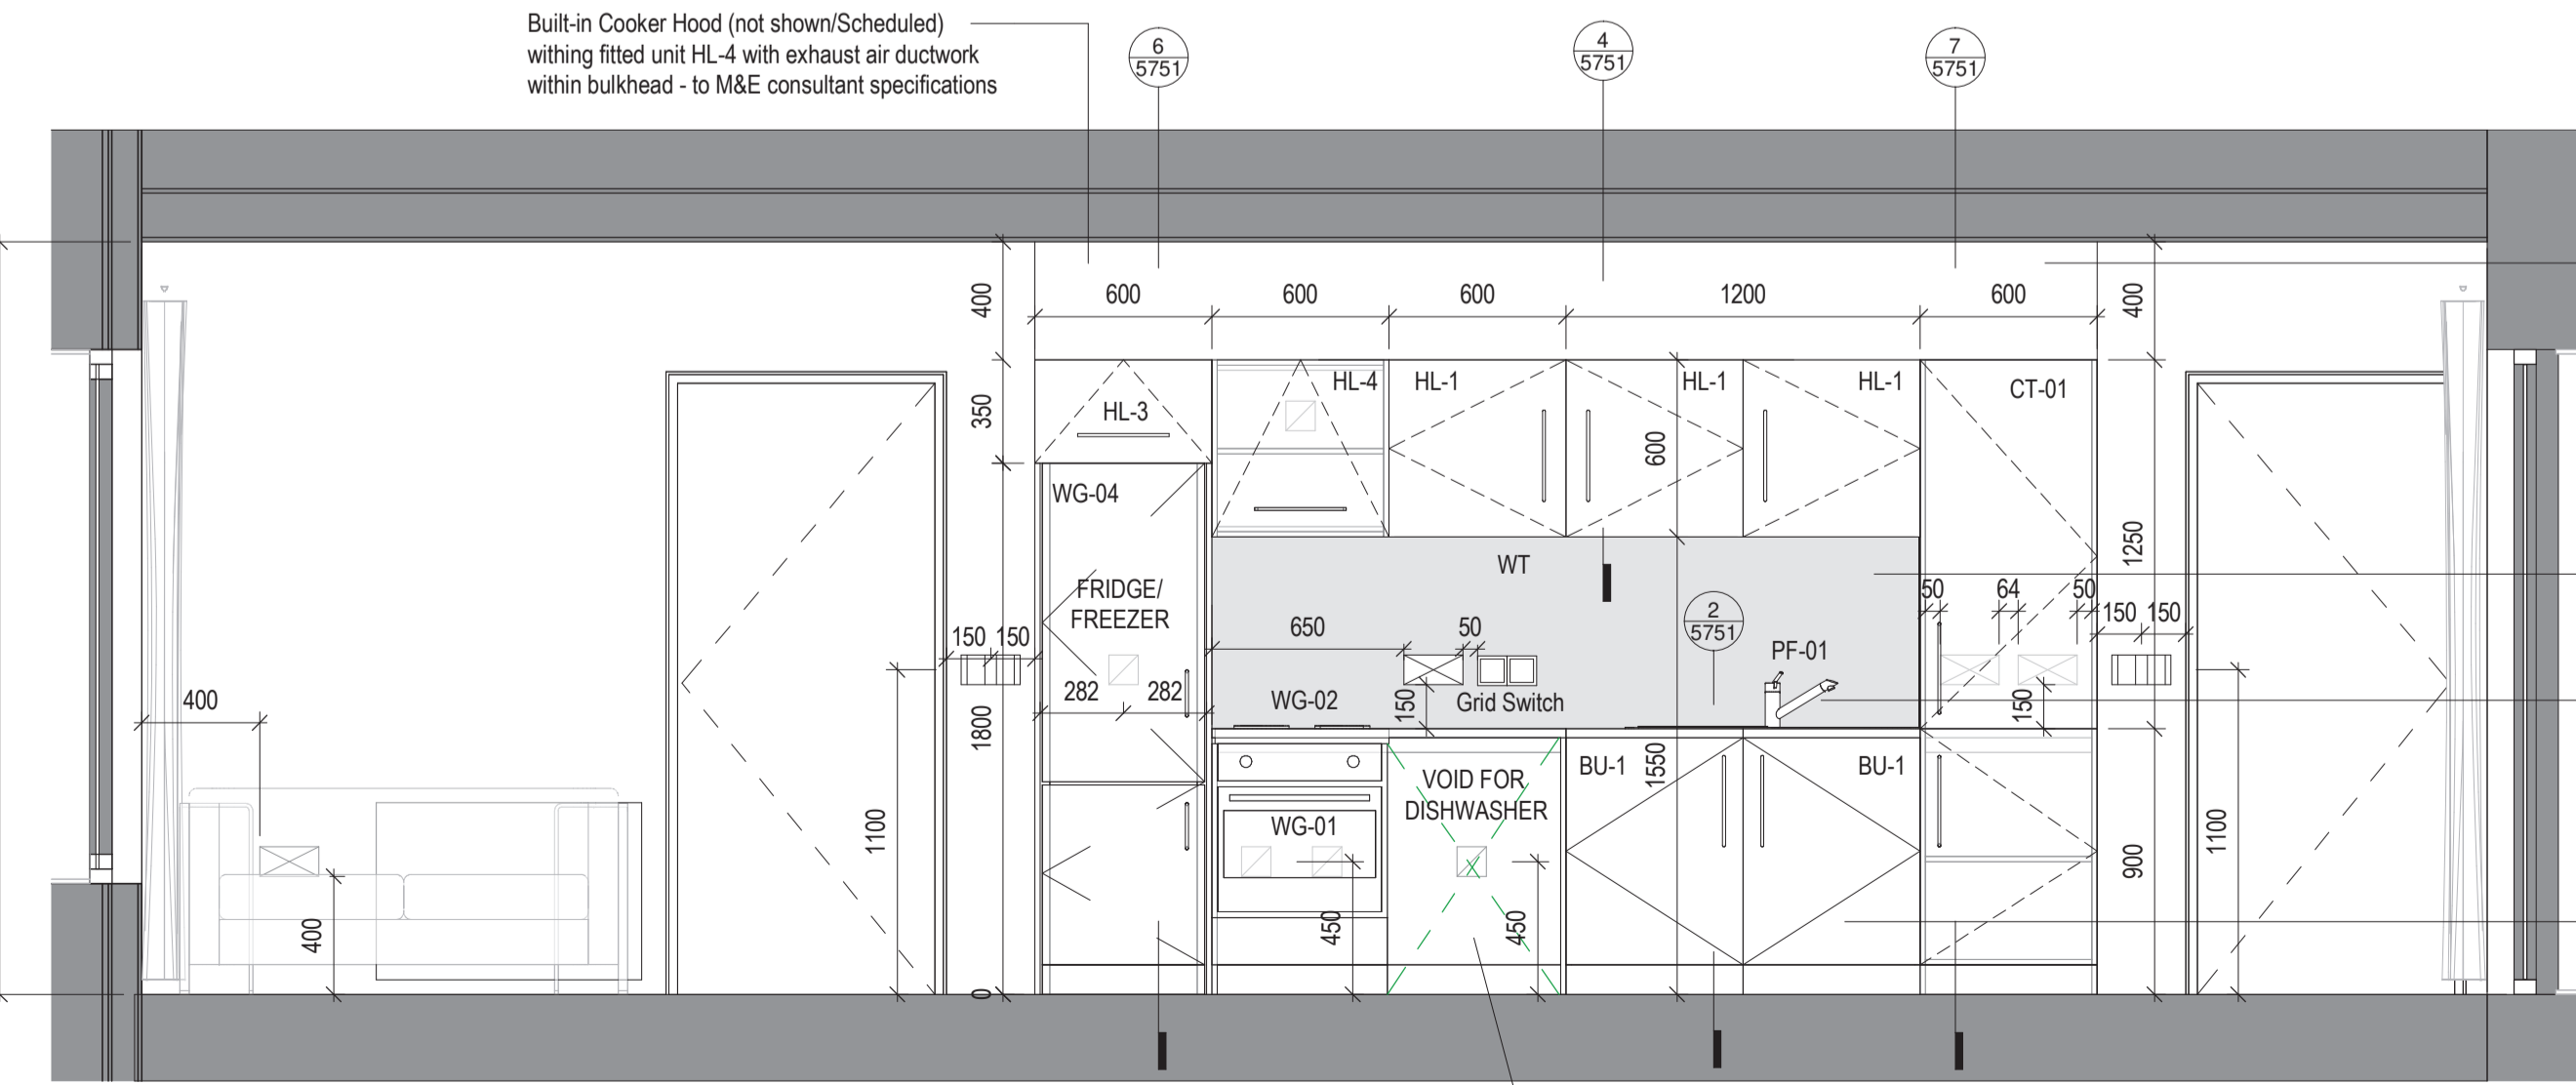 Built-in Cooker Hood (not shown/Scheduled)
withing fitted unit HL-4 with exhaust air ductwork
within bulkhead - to M&E consultant specifications
6
5751
4
5751
7
5751
400
600
600
600
1200
600
400
350
HL-3
HL-4
HL-1
HL-1
HL-1
CT-01
600
WG-04
WT
1250
FRIDGE/
FREEZER
50
64
50
150
150
650
50
2
5751
150
150
PF-01
282
282
WG-02
150
Grid Switch
150
400
1800
1100
WG-01
VOID FOR
DISHWASHER
BU-1
1550
BU-1
900
1100
400
450
450
0